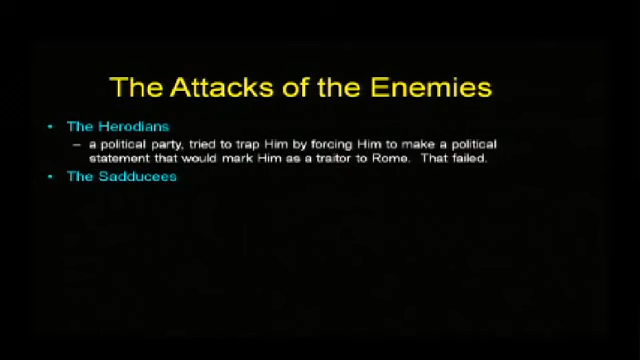 The Attacks of the Enemies
• The Herodians
– a political party, tried to trap Him by forcing Him to make a political
statement that would mark Him as a traitor to Rome. That failed.
• The Sadducees